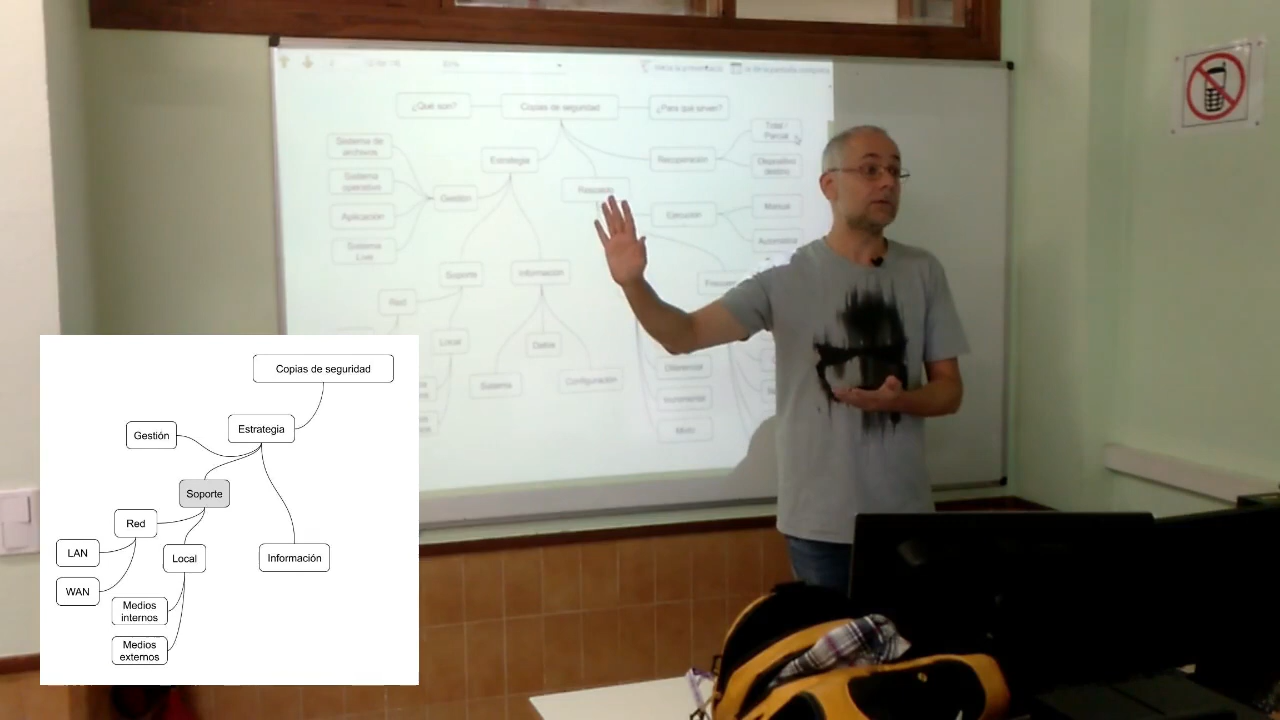 ¿Qué son?
Copias de seguridad
¿Para qué sirven?
Total /
Parcial
Sistema de
archivos
Estrategia
Recuperación
Dispositivo
destino
Sistema
operativo
Respaldo
Gestión
Manual
Aplicación
Ejecución
Sistema
Live
Automática
Soporte
Información
Red
Local
Datos
Diferencial
Sistema
Configuración
Incremental
Mixto
Copias de seguridad
Estrategia
Gestión
Soporte
Red
LAN
Local
Información
WAN
Medios
internos
Medios
externos